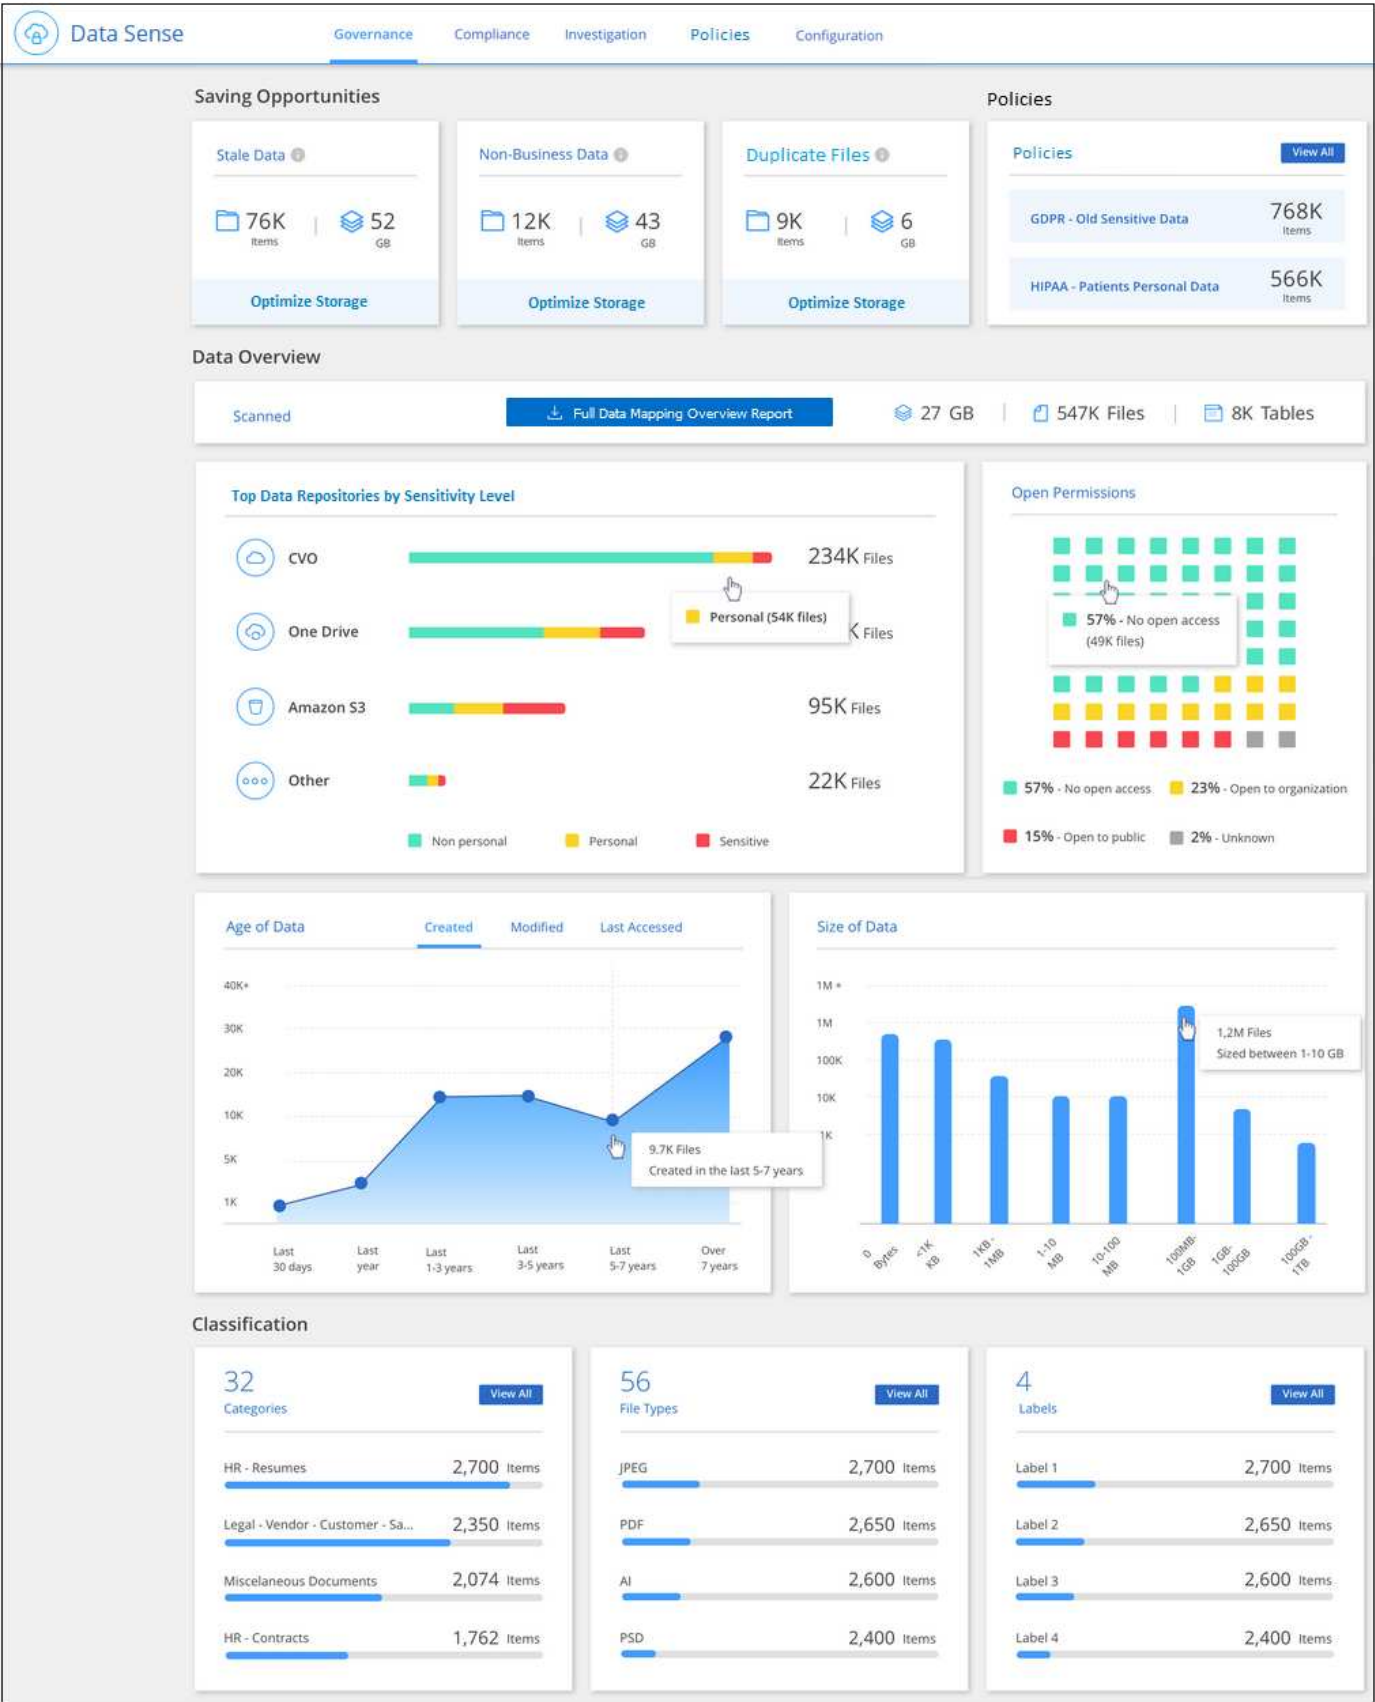 Data Sense
Governance Compliance Investigation Policies Configuration
Saving Opportunities
Policies
Stale Data
76K Items | 52 GB
Optimize Storage
Non-Business Data
12K Items | 43 GB
Optimize Storage
Duplicate Files
9K Items | 6 GB
Optimize Storage
Policies View All
GDPR - Old Sensitive Data 768K Items
HIPAA - Patients Personal Data 566K Items
Data Overview
Scanned Full Data Mapping Overview Report 27 GB | 547K Files | 8K Tables
Top Data Repositories by Sensitivity Level
CVO 234K Files
Personal (54K files)
One Drive K Files
Amazon S3 95K Files
Other 22K Files
Non personal Personal Sensitive
Open Permissions
57% - No open access
(49K files)
57% - No open access 23% - Open to organization
15% - Open to public 2% - Unknown
Age of Data Created Modified Last Accessed
40K+
30K
20K
10K
5K
1K
9.7K Files
Created in the last 5-7 years
Last 30 days
Last year
Last 1-3 years
Last 3-5 years
Last 5-7 years
Over 7 years
Size of Data
1M +
1M
100K
10K
1K
1,2M Files
Sized between 1-10 GB
0 Bytes
<1K KB
1KB - 1MB
1-10 MB
10-100 MB
100MB- 1GB
1GB- 100GB
100GB - 1TB
Classification
32
Categories View All
HR - Resumes 2,700 Items
Legal - Vendor - Customer - Sa... 2,350 Items
Miscelaneous Documents 2,074 Items
HR - Contracts 1,762 Items
56
File Types View All
JPEG 2,700 Items
PDF 2,650 Items
AI 2,600 Items
PSD 2,400 Items
4
Labels View All
Label 1 2,700 Items
Label 2 2,650 Items
Label 3 2,600 Items
Label 4 2,400 Items